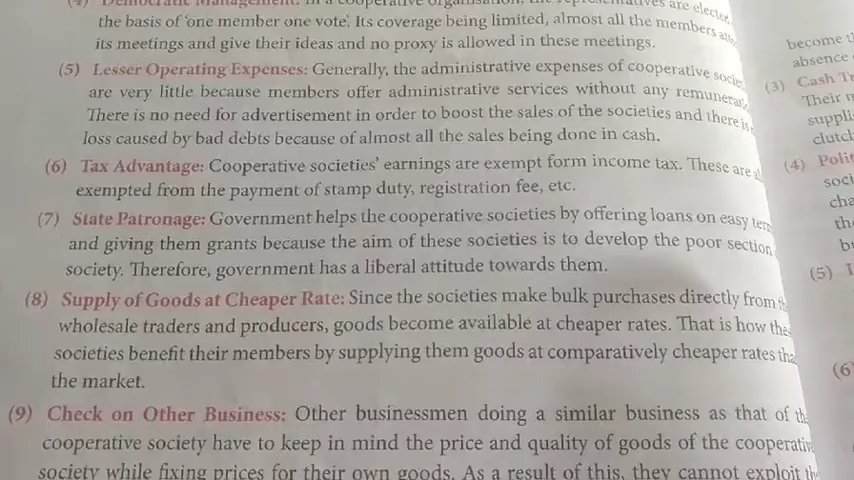 (4) Democratic Management: In a cooperative organisation, the representatives are elected
the basis of 'one member one vote'. Its coverage being limited, almost all the members
its meetings and give their ideas and no proxy is allowed in these meetings.
(5) Lesser Operating Expenses: Generally, the administrative expenses of cooperative
are very little because members offer administrative services without any
There is no need for advertisement in order to boost the sales of the societies and there is
loss caused by bad debts because of almost all the sales being done in cash.
(6) Tax Advantage: Cooperative societies' earnings are exempt form income tax. These are
exempted from the payment of stamp duty, registration fee, etc.
(7) State Patronage: Government helps the cooperative societies by offering loans on easy
and giving them grants because the aim of these societies is to develop the poor section
society. Therefore, government has a liberal attitude towards them.
(8) Supply of Goods at Cheaper Rate: Since the societies make bulk purchases directly from
wholesale traders and producers, goods become available at cheaper rates. That is how
societies benefit their members by supplying them goods at comparatively cheaper rates
the market.
(9) Check on Other Business: Other businessmen doing a similar business as that of
cooperative society have to keep in mind the price and quality of goods of the
society while fixing prices for their own goods. As a result of this, they cannot exploit
become
absence
(3) Cash
Their
clutch
(4)
(5)
(6)